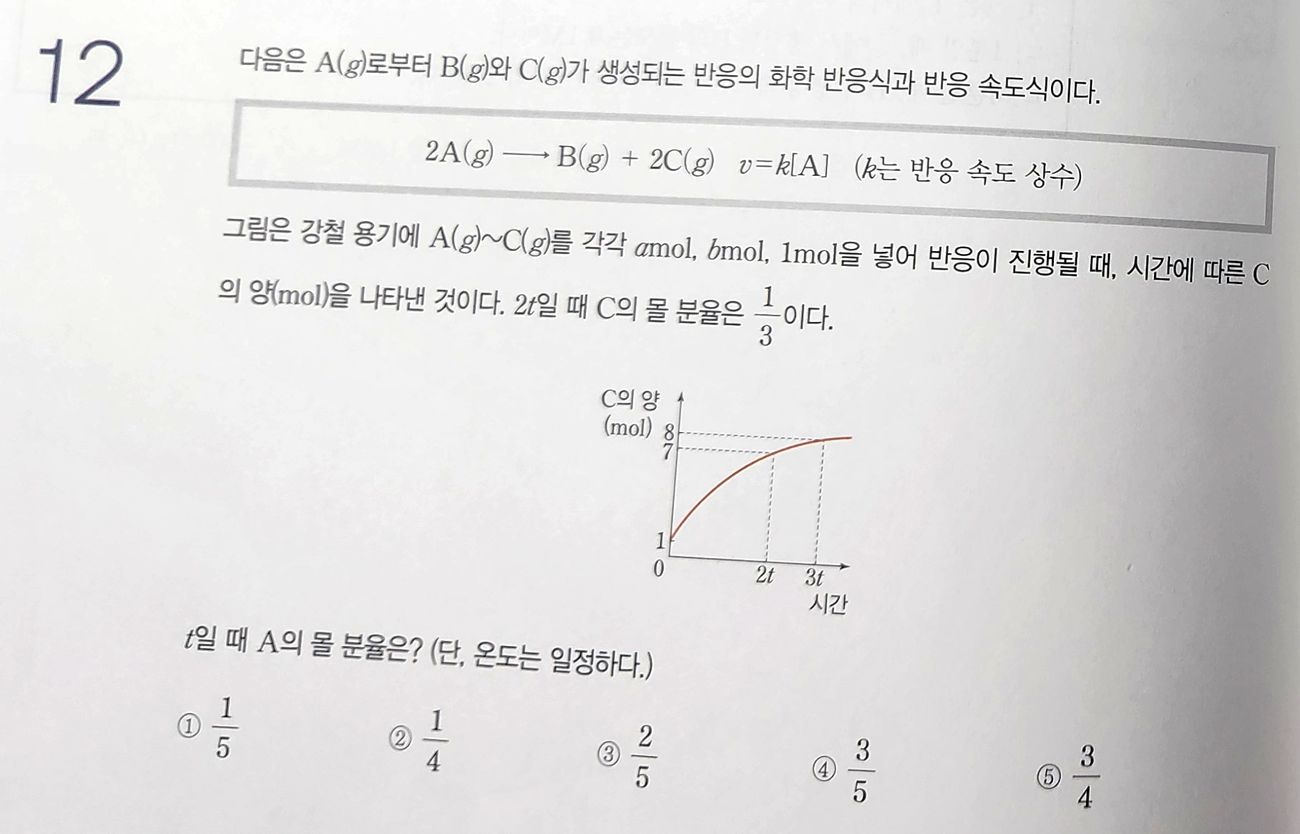 12
다음은 A(g)로부터 B(g)와 C(g)가 생성되는 반응의 화학 반응식과 반응 속도식이다.
2A(g) ⟶ B(g) + 2C(g) v=k[A] (k는 반응 속도 상수)
그림은 강철 용기에 A(g)~C(g)를 각각 amol, bmol, 1mol을 넣어 반응이 진행될 때, 시간에 따른 C
의 양(mol)을 나타낸 것이다. 2t일 때 C의 몰 분율은 1/3이다.
C의 양
(mol)
8
7
1
0
2t 3t
시간
t일 때 A의 몰 분율은? (단, 온도는 일정하다.)
① 1/5 ② 1/4 ③ 2/5 ④ 3/5 ⑤ 3/4